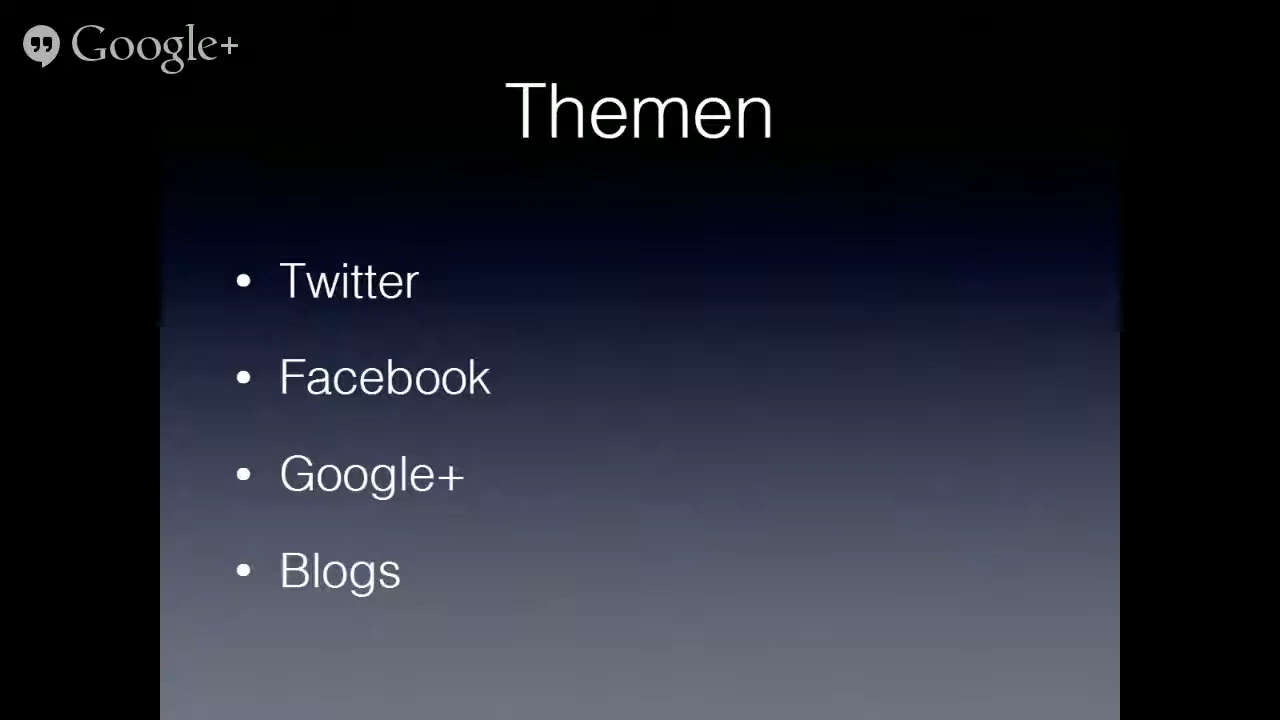 Google+
Themen
• Twitter
• Facebook
• Google+
• Blogs